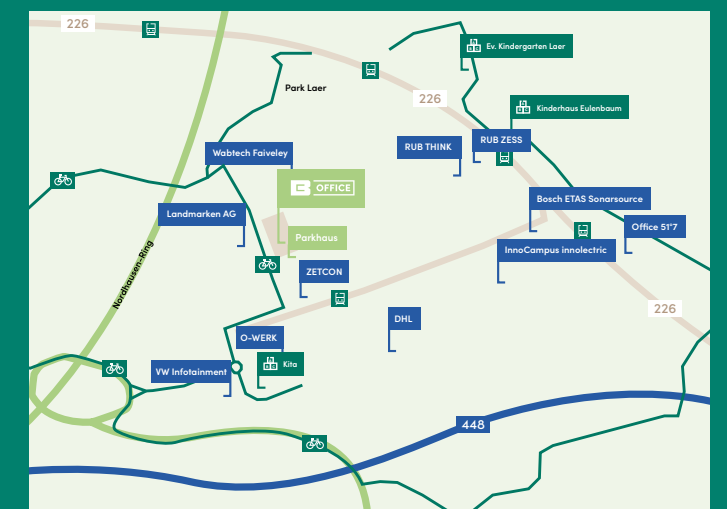 226
Ev. Kindergarten Laer
Park Laer
226
Kinderhaus Eulenbaum
RUB ZESS
RUB THINK
Wabtech Faiveley
OFFICE
Bosch ETAS Sonarsource
Landmarken AG
Office 51°7
Parkhaus
InnoCampus innolectric
Nordhausen-Ring
ZETCON
226
DHL
O-WERK
Kita
VW Infotainment
448